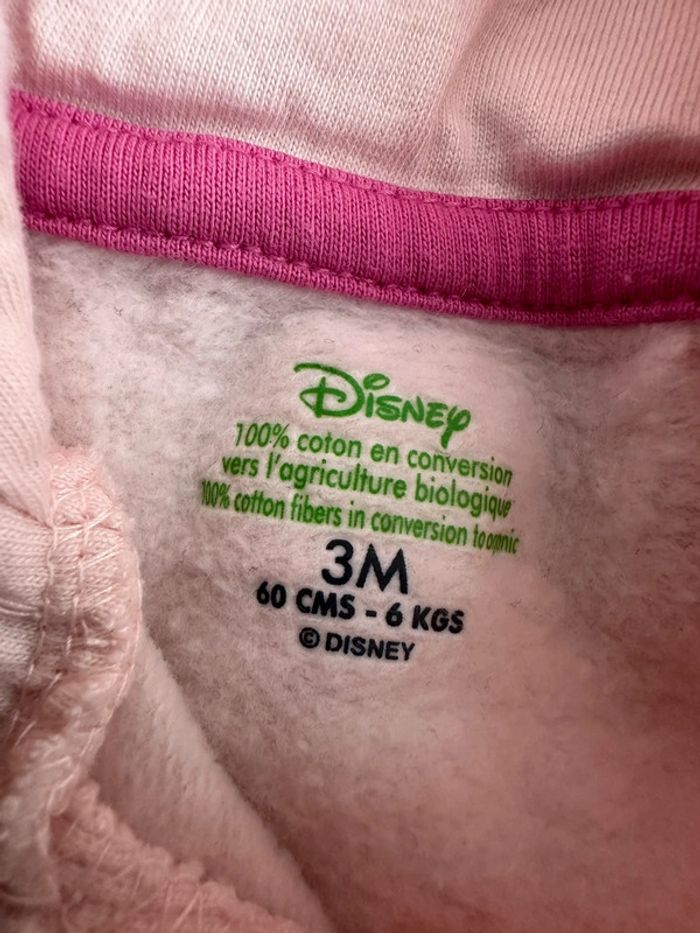 Disney
100% coton en conversion
vers l'agriculture biologique
100% cotton fibers in conversion to organic
3M
60 CMS - 6 KGS
© DISNEY